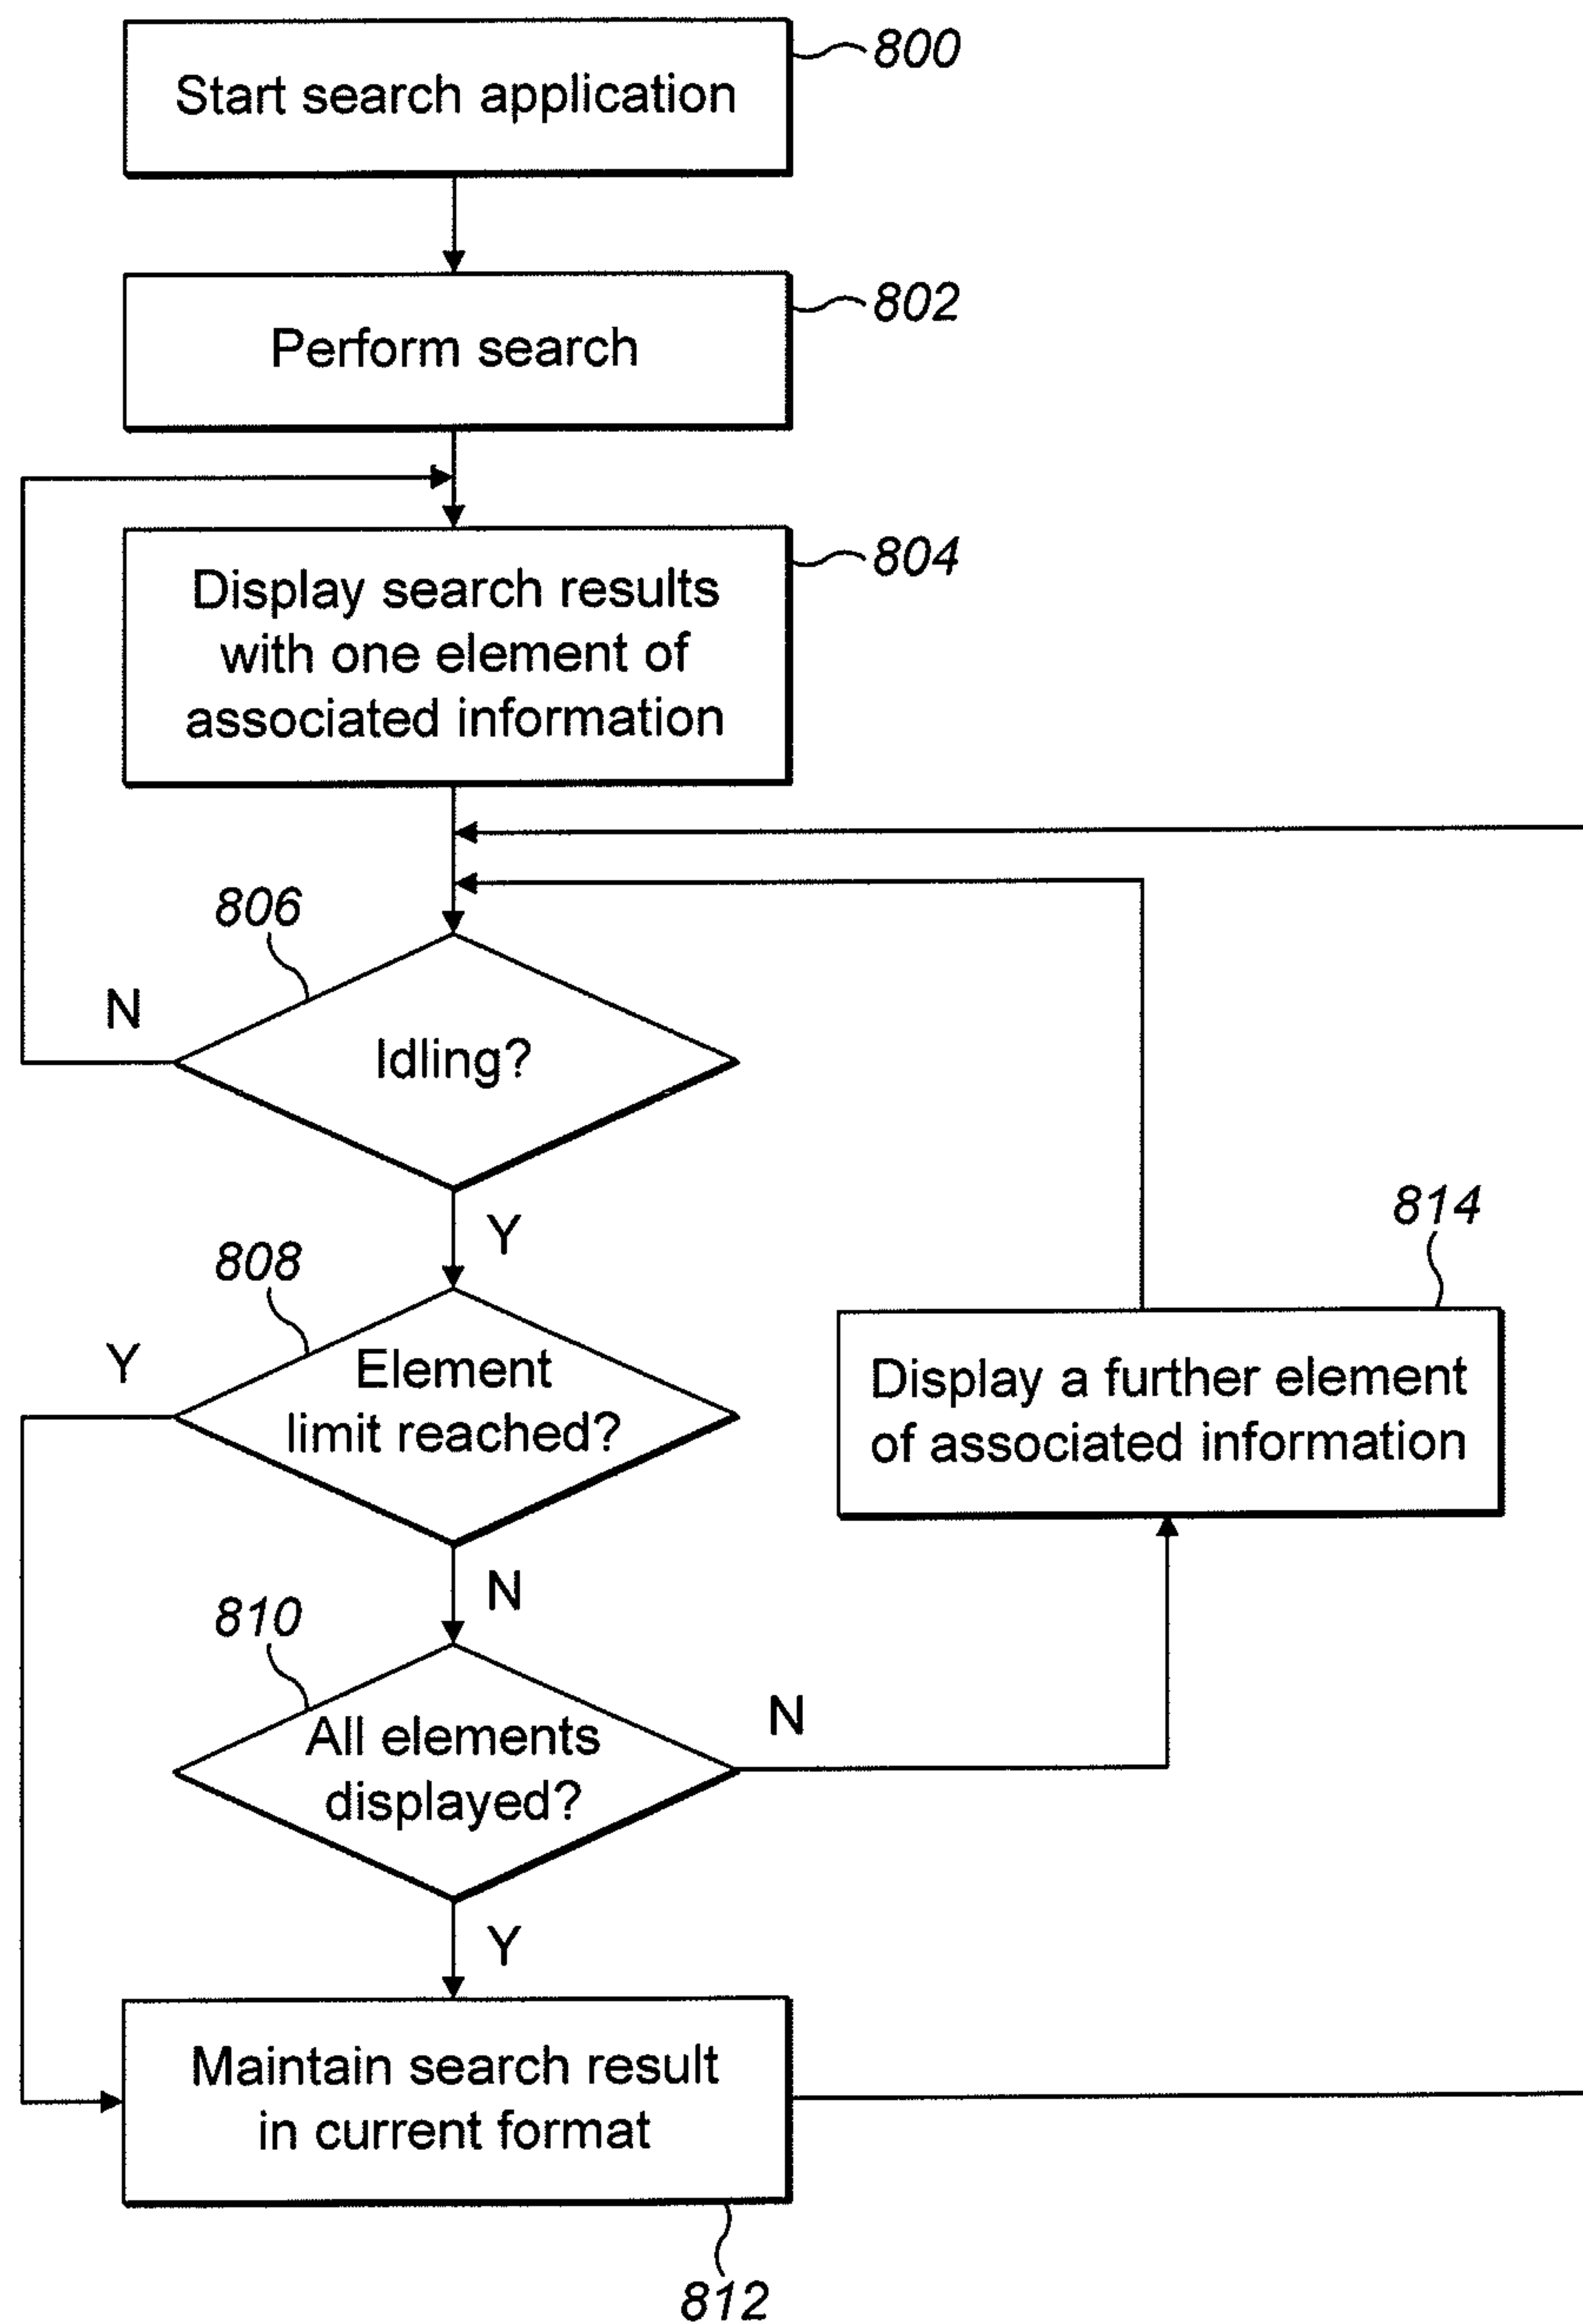 800
Start search application
802
Perform search
804
Display search results
with one element of
associated information
806
N
Idling?
Y
814
808
Y
Element
limit reached?
Display a further element
of associated information
N
810
N
All elements
displayed?
Y
Maintain search result
in current format
812